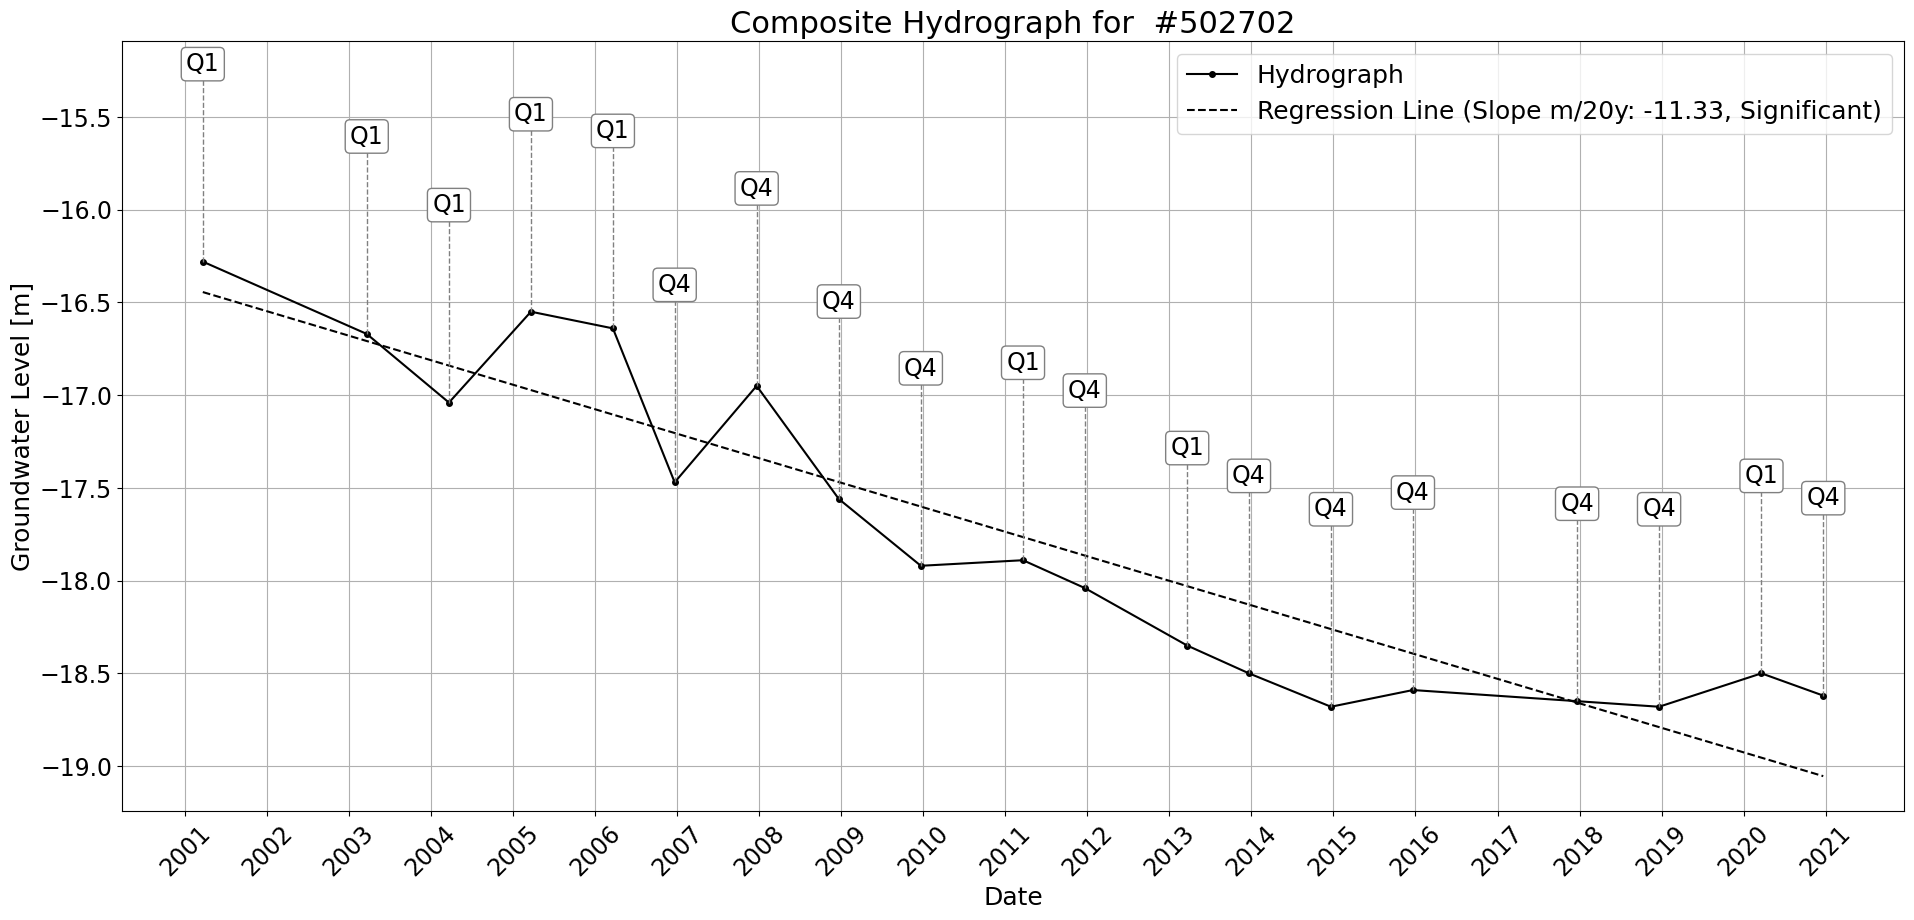 Composite Hydrograph for  #502702
Hydrograph
Regression Line (Slope m/20y: -11.33, Significant)
Q1
Q1
Q1
Q1
Q1
Q4
Q4
Q4
Q4
Q1
Q4
Q1
Q4
Q4
Q4
Q4
Q4
Q1
Q4
Groundwater Level [m]
−15.5
−16.0
−16.5
−17.0
−17.5
−18.0
−18.5
−19.0
2001
2002
2003
2004
2005
2006
2007
2008
2009
2010
2011
2012
2013
2014
2015
2016
2017
2018
2019
2020
2021
Date